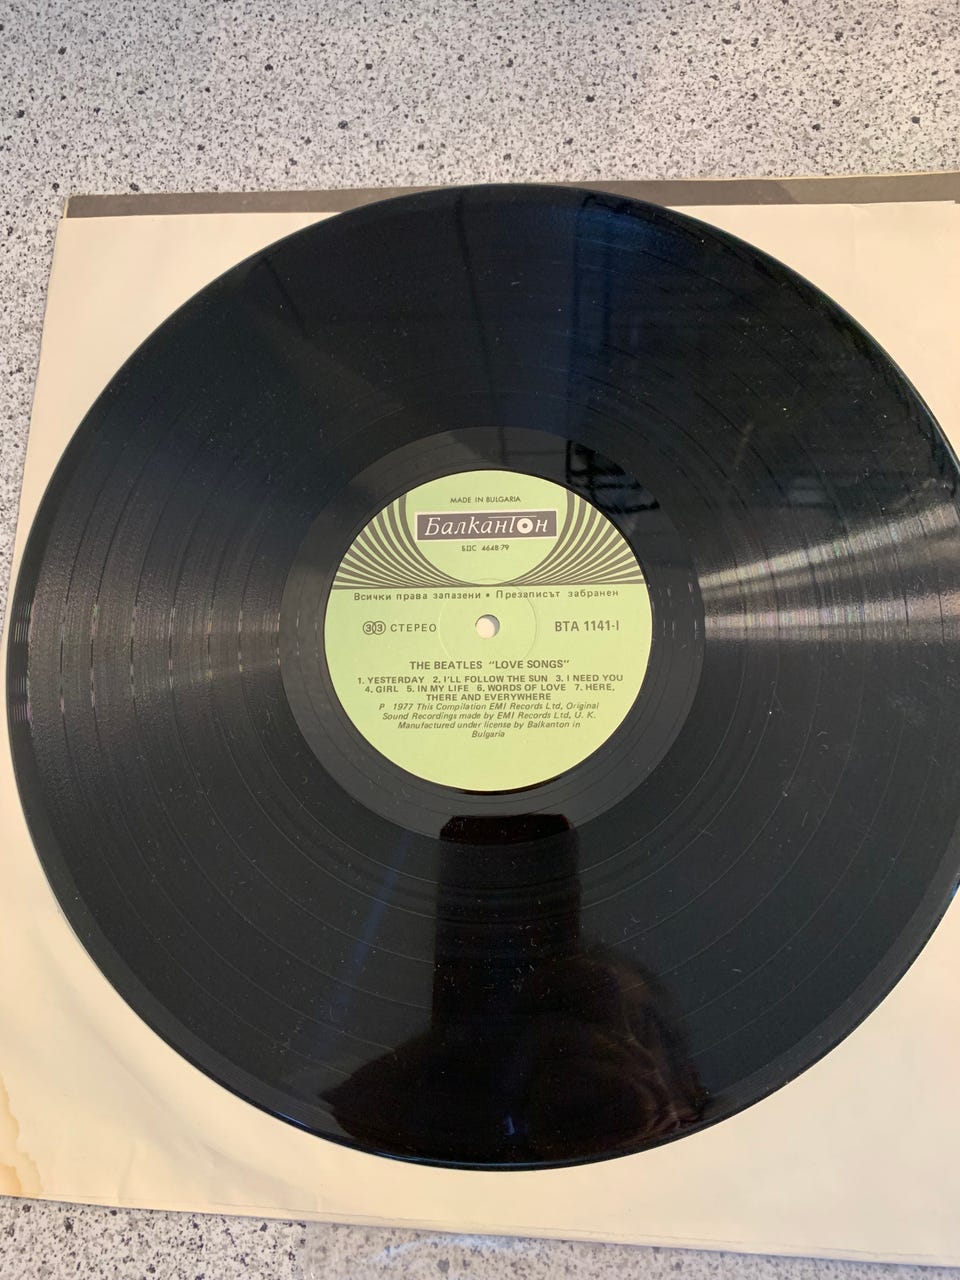 MADE IN BULGARIA
Балкантон
БДС 4648-79
Всички права запазени • Презаписът забранен
33 СТЕРЕО
ВТА 1141-I
THE BEATLES "LOVE SONGS"
1. YESTERDAY 2. I'LL FOLLOW THE SUN 3. I NEED YOU
4. GIRL 5. IN MY LIFE 6. WORDS OF LOVE 7. HERE,
THERE AND EVERYWHERE
P 1977 This Compilation EMI Records Ltd, Original
Sound Recordings made by EMI Records Ltd, U. K.
Manufactured under license by Balkanton in
Bulgaria